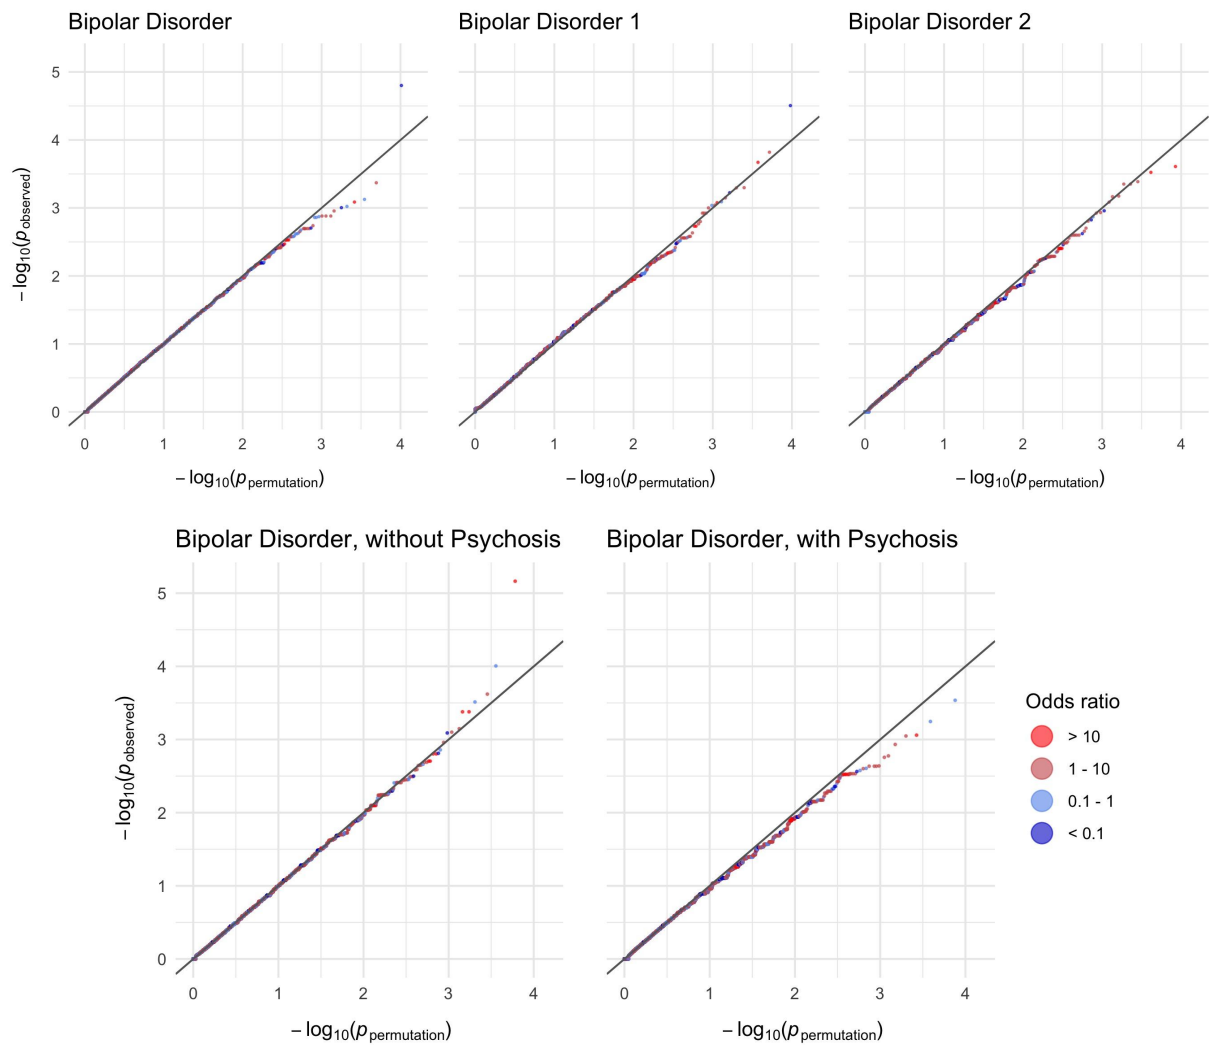 Bipolar Disorder
Bipolar Disorder 1
Bipolar Disorder 2
− log10(pobserved)
5
4
3
2
1
0
0 1 2 3 4
0 1 2 3 4
0 1 2 3 4
− log10(ppermutation)
− log10(ppermutation)
− log10(ppermutation)
Bipolar Disorder, without Psychosis
Bipolar Disorder, with Psychosis
− log10(pobserved)
5
4
3
2
1
0
0 1 2 3 4
0 1 2 3 4
− log10(ppermutation)
− log10(ppermutation)
Odds ratio
> 10
1 - 10
0.1 - 1
< 0.1